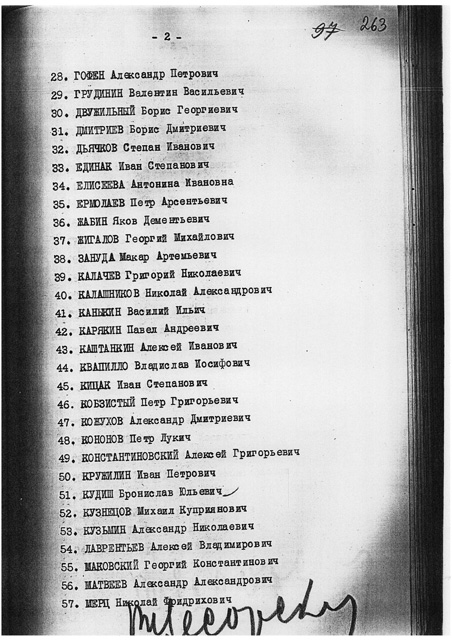 - 2 -
97 263
28. ГОФЕН Александр Петрович
29. ГРУДИНИН Валентин Васильевич
30. ДВУЖИЛЬНЫЙ Борис Георгиевич
31. ДМИТРИЕВ Борис Дмитриевич
32. ДЬЯЧКОВ Степан Иванович
33. ЕДИНАК Иван Степанович
34. ЕЛИСЕЕВА Антонина Ивановна
35. ЕРМОЛАЕВ Петр Арсентьевич
36. ЖАБИН Яков Дементьевич
37. ЖИГАЛОВ Георгий Михайлович
38. ЗАНУДА Макар Артемьевич
39. КАЛАЧЕВ Григорий Николаевич
40. КАЛАШНИКОВ Николай Александрович
41. КАНЫКИН Василий Ильич
42. КАРЯКИН Павел Андреевич
43. КАШТАНКИН Алексей Иванович
44. КВАПИЛЛО Владислав Иосифович
45. КИЦАК Иван Степанович
46. КОБЗИСТЫЙ Петр Григорьевич
47. КОЖУХОВ Александр Дмитриевич
48. КОНОНОВ Петр Лукич
49. КОНСТАНТИНОВСКИЙ Алексей Григорьевич
50. КРУЖИЛИН Иван Петрович
51. КУДИШ Бронислав Юльевич
52. КУЗНЕЦОВ Михаил Куприянович
53. КУЗЬМИН Александр Николаевич
54. ЛАВРЕНТЬЕВ Алексей Владимирович
55. МАКОВСКИЙ Георгий Константинович
56. МАТВЕЕВ Александр Александрович
57. МЕРЦ Николай Фридрихович